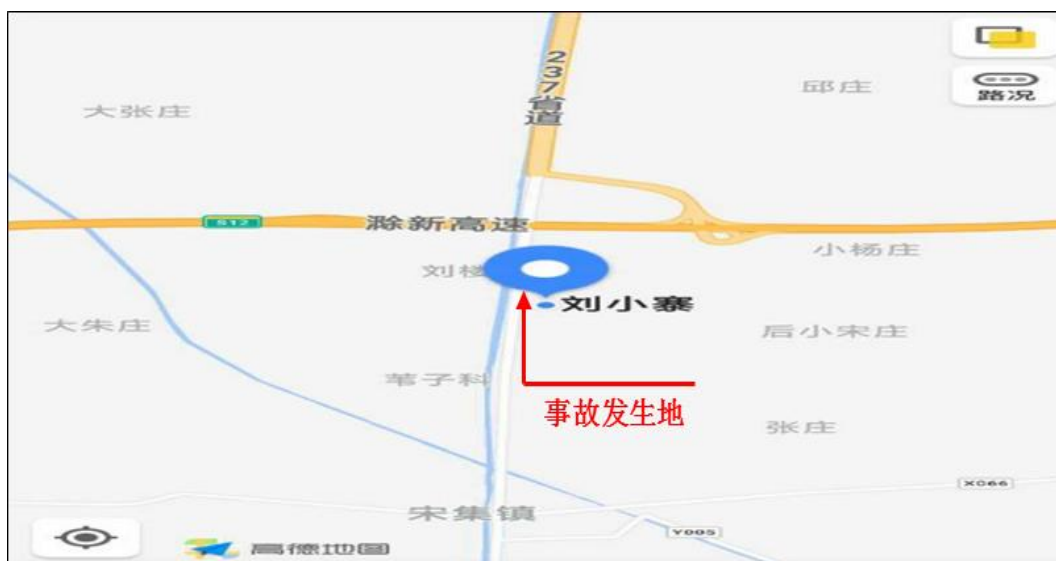 237省道
邱庄
路况
大张庄
S12
滁新高速
小杨庄
刘楼
刘小寨
大朱庄
后小宋庄
苇子科
事故发生地
张庄
X066
宋集镇
Y005
高德地图